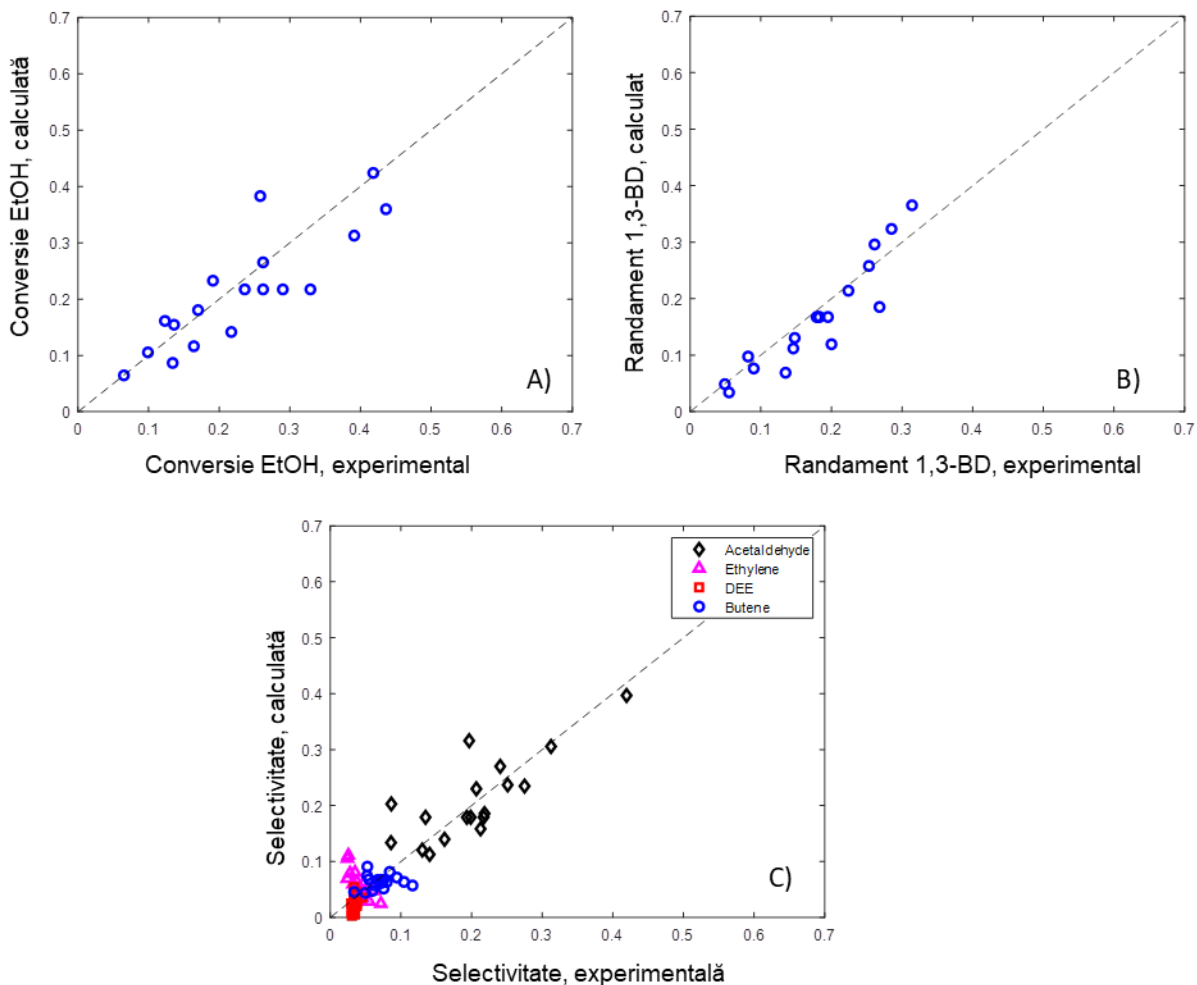 0.7
0.6
0.5
0.4
0.3
0.2
0.1
0
Conversie EtOH, calculată
A)
0 0.1 0.2 0.3 0.4 0.5 0.6 0.7
Conversie EtOH, experimental
0.7
0.6
0.5
0.4
0.3
0.2
0.1
0
Randament 1,3-BD, calculat
B)
0 0.1 0.2 0.3 0.4 0.5 0.6 0.7
Randament 1,3-BD, experimental
0.7
0.6
0.5
0.4
0.3
0.2
0.1
0
Selectivitate, calculată
Acetaldehyde
Ethylene
DEE
Butene
C)
0 0.1 0.2 0.3 0.4 0.5 0.6 0.7
Selectivitate, experimentală